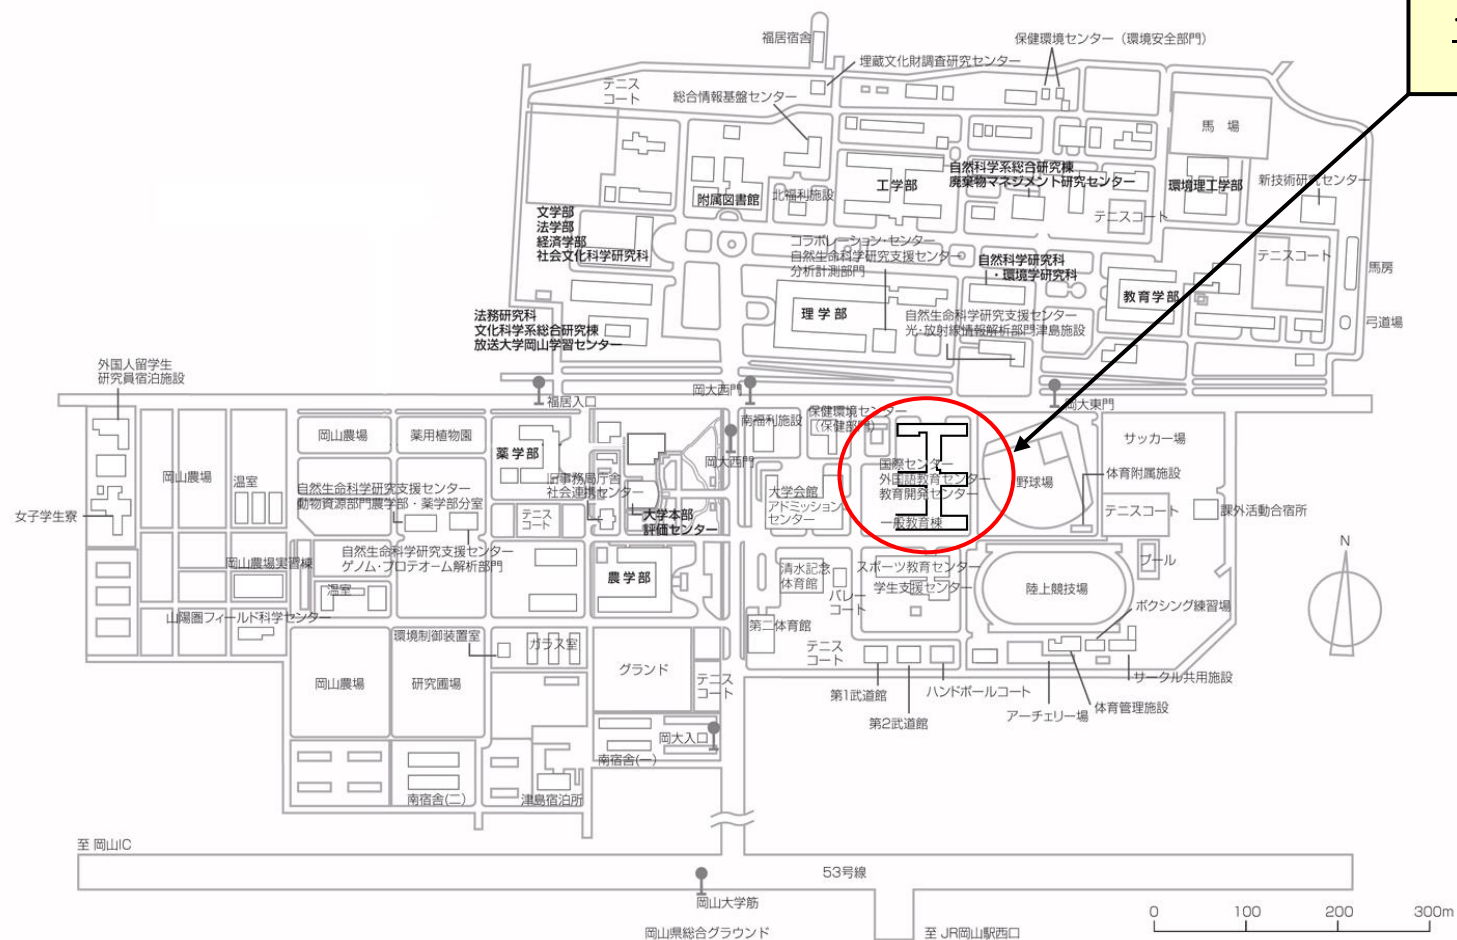 福居宿舎
保健環境センター（環境安全部門）
埋蔵文化財調査研究センター
テニス
コート
総合情報基盤センター
馬 場
自然科学系総合研究棟
廃棄物マネジメント研究センター
工学部
環境理工学部
新技術研究センター
附属図書館
北福利施設
テニスコート
文学部
法学部
経済学部
社会文化科学研究科
コラボレーション・センター
自然生命科学研究支援センター
分析計測部門
自然科学研究科
・環境学研究科
テニスコート
馬房
教育学部
法務研究科
文化科学系総合研究棟
放送大学岡山学習センター
理学部
自然生命科学研究支援センター
光・放射線情報解析部門津島施設
弓道場
外国人留学生
研究員宿泊施設
岡大西門
福居入口
岡大東門
南福利施設
保健環境センター
（保健部門）
岡山農場
薬用植物園
薬学部
岡大西門
サッカー場
岡山農場
温室
自然生命科学研究支援センター
動物資源部門農学部・薬学部分室
旧事務局庁舎
社会連携センター
国際センター
外国語教育センター
教育開発センター
一般教育棟
野球場
体育附属施設
大学会館
アドミッション
センター
女子学生寮
テニス
コート
大学本部
評価センター
テニスコート
課外活動合宿所
自然生命科学研究支援センター
ゲノム・プロテオーム解析部門
岡山農場実習棟
農学部
清水記念
体育館
スポーツ教育センター
学生支援センター
プール
温室
バレー
コート
陸上競技場
ボクシング練習場
山陽圏フィールド科学センター
第二体育館
環境制御装置室
ガラス室
テニス
コート
グランド
岡山農場
研究圃場
テニス
コート
第1武道館
第2武道館
ハンドボールコート
アーチェリー場
体育管理施設
サークル共用施設
N
岡大入口
南宿舎(一)
南宿舎(二)
津島宿泊所
至 岡山IC
53号線
岡山大学筋
岡山県総合グラウンド
至 JR岡山駅西口
0 100 200 300m